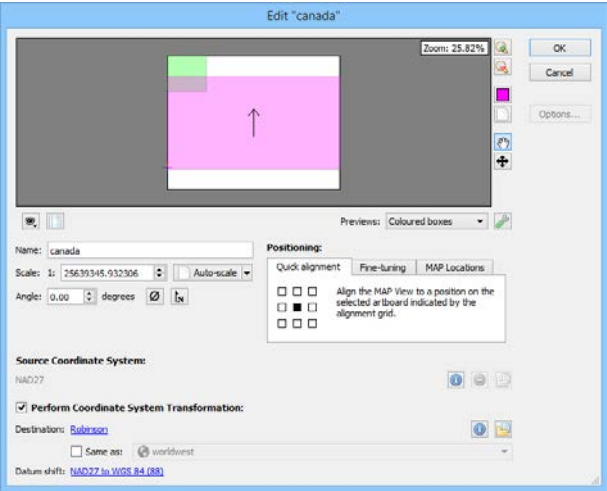 Edit "canada"
Zoom: 25.82%
OK
Cancel
Options...
Previews: Coloured boxes
Name: canada
Scale: 1: 25639345.932306 Auto-scale
Angle: 0.00 degrees
Positioning:
Quick alignment Fine-tuning MAP Locations
Align the MAP View to a position on the
selected artboard indicated by the
alignment grid.
Source Coordinate System:
NAD27
Perform Coordinate System Transformation:
Destination: Robinson
Same as: worldwest
Datum shift: NAD27 to WGS 84 (88)